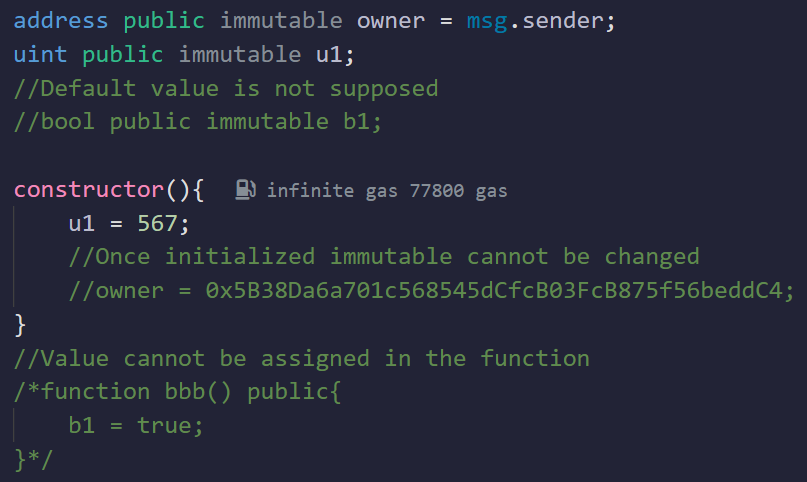 address public immutable owner = msg.sender;
uint public immutable u1;
//Default value is not supposed
//bool public immutable b1;
constructor(){ infinite gas 77800 gas
u1 = 567;
//Once initialized immutable cannot be changed
//owner = 0x5B38Da6a701c568545dCfcB03FcB875f56beddC4;
}
//Value cannot be assigned in the function
/*function bbb() public{
b1 = true;
}*/